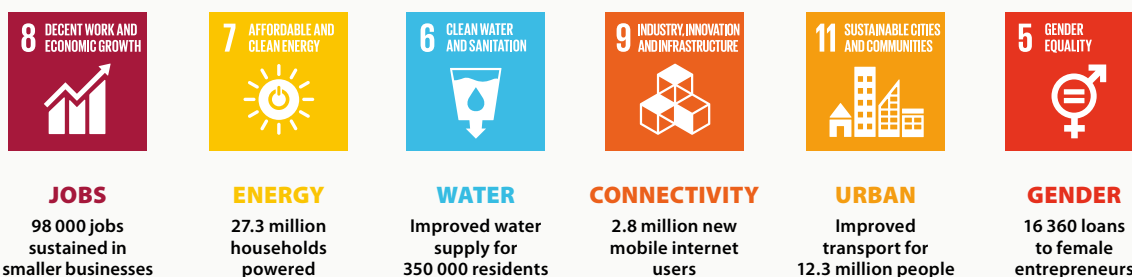 8 DECENT WORK AND
ECONOMIC GROWTH
7 AFFORDABLE AND
CLEAN ENERGY
6 CLEAN WATER
AND SANITATION
9 INDUSTRY, INNOVATION
AND INFRASTRUCTURE
11 SUSTAINABLE CITIES
AND COMMUNITIES
5 GENDER
EQUALITY
JOBS
98 000 jobs
sustained in
smaller businesses
ENERGY
27.3 million
households
powered
WATER
Improved water
supply for
350 000 residents
CONNECTIVITY
2.8 million new
mobile internet
users
URBAN
Improved
transport for
12.3 million people
GENDER
16 360 loans
to female
entrepreneurs